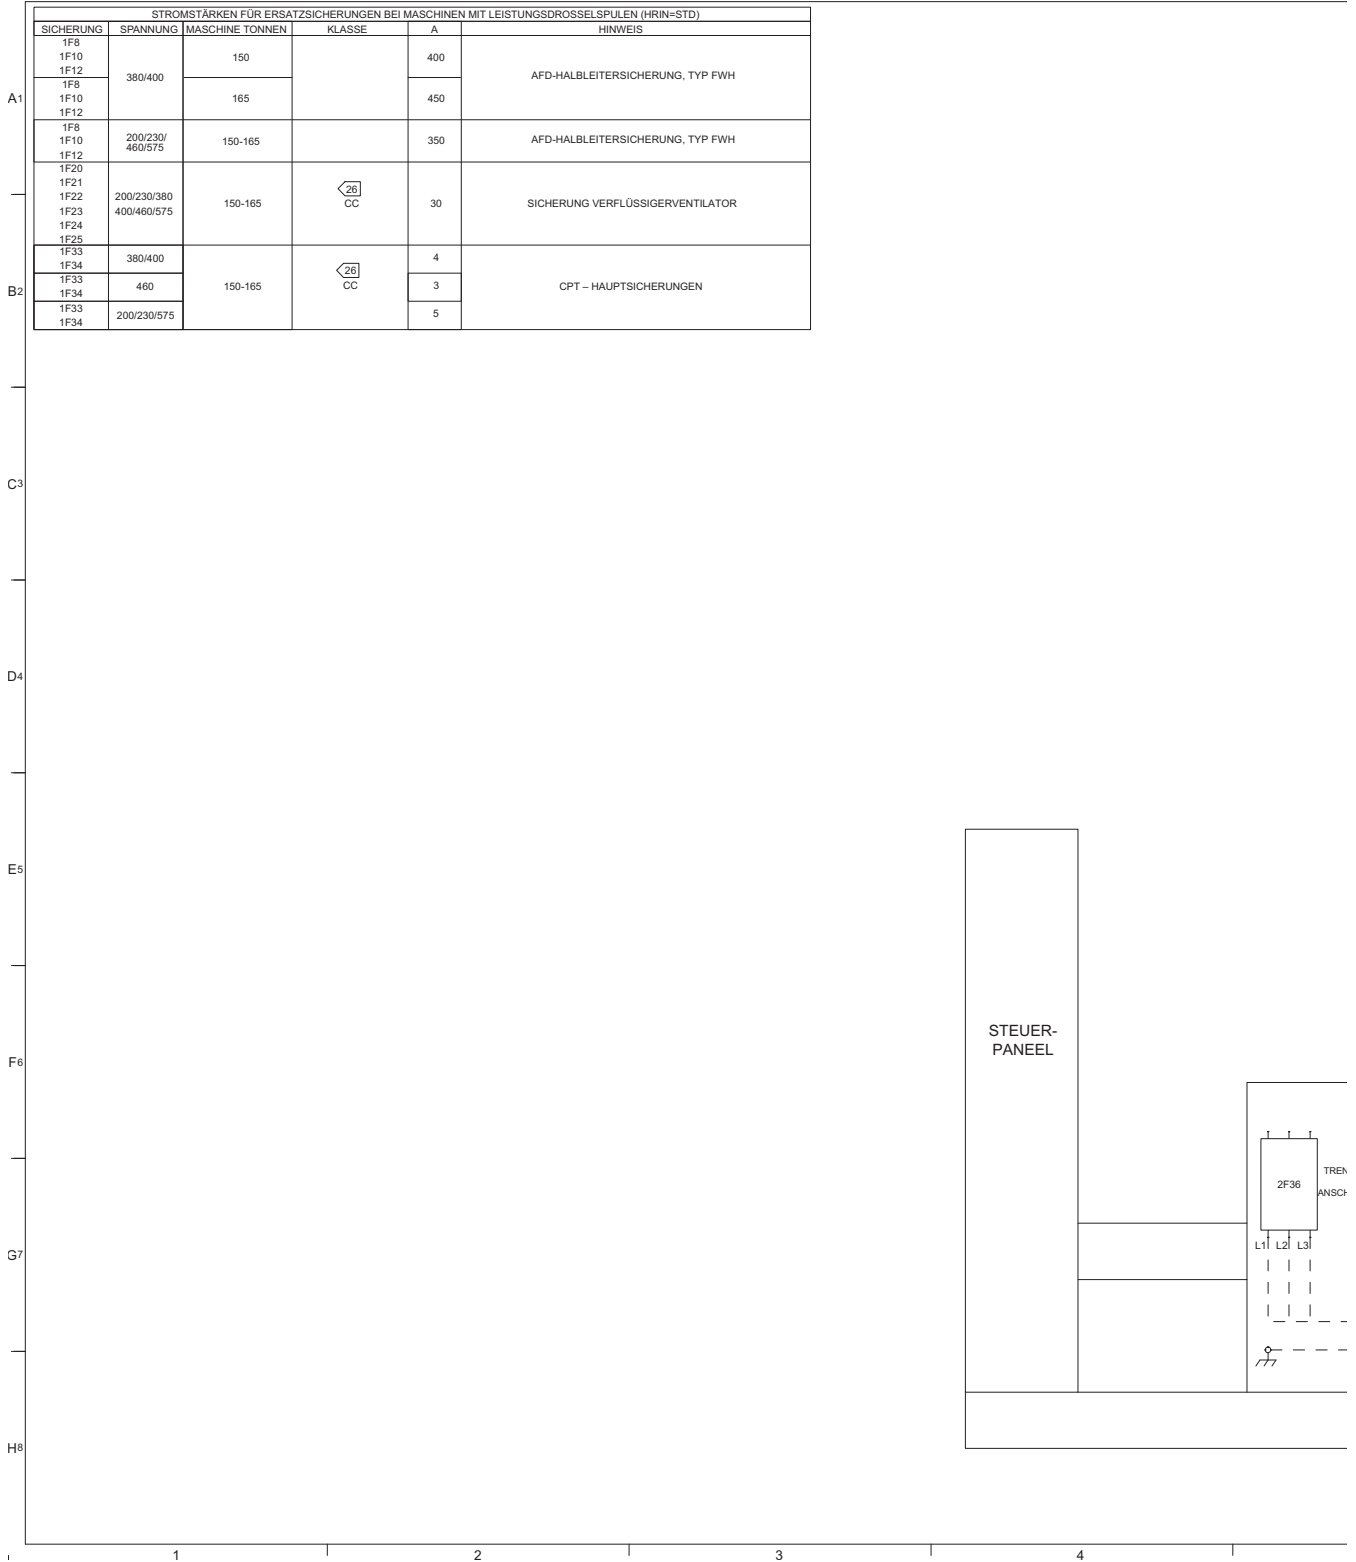 STROMSTÄRKEN FÜR ERSATZSICHERUNGEN BEI MASCHINEN MIT LEISTUNGSDROSSELSPULEN (HRIN=STD)
SICHERUNG SPANNUNG MASCHINE TONNEN KLASSE A HINWEIS
1F8
1F10
1F12
380/400
150
400
AFD-HALBLEITERSICHERUNG, TYP FWH
1F8
1F10
1F12
165
450
1F8
1F10
1F12
200/230/
460/575
150-165
350
AFD-HALBLEITERSICHERUNG, TYP FWH
1F20
1F21
1F22
1F23
1F24
1F25
200/230/380
400/460/575
150-165
26
CC
30
SICHERUNG VERFLÜSSIGERVENTILATOR
1F33
1F34
380/400
4
1F33
1F34
460
150-165
26
CC
3
CPT – HAUPTSICHERUNGEN
1F33
1F34
200/230/575
5
A1
B2
C3
D4
E5
F6
G7
H8
STEUER-
PANEEL
2F36
TREN
ANSCH
L1 L2 L3
1 2 3 4